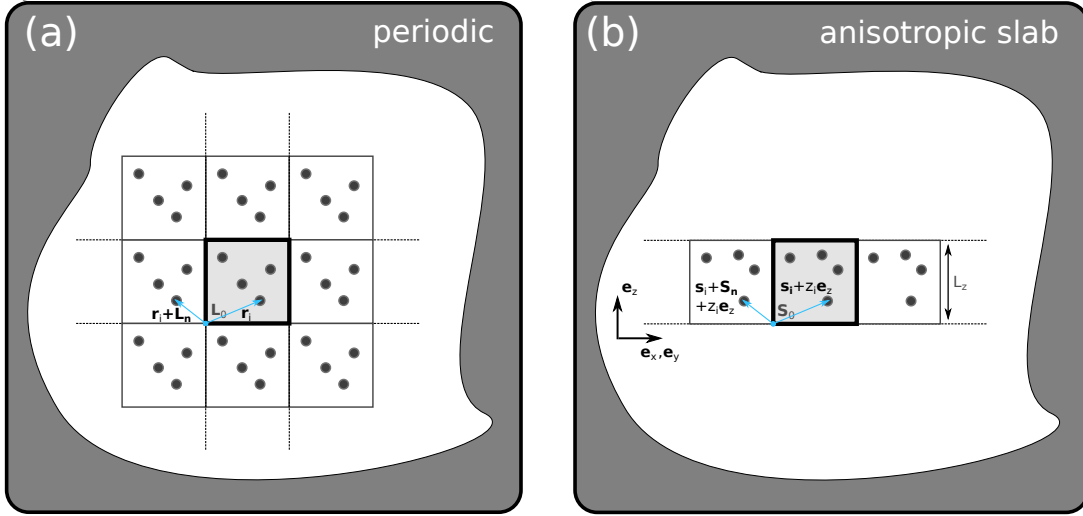 (a)
periodic
r_i+L_n
L_0
r_i
(b)
anisotropic slab
s_i+S_n
+z_ie_z
s_i+z_ie_z
S_0
L_z
e_z
e_x,e_y